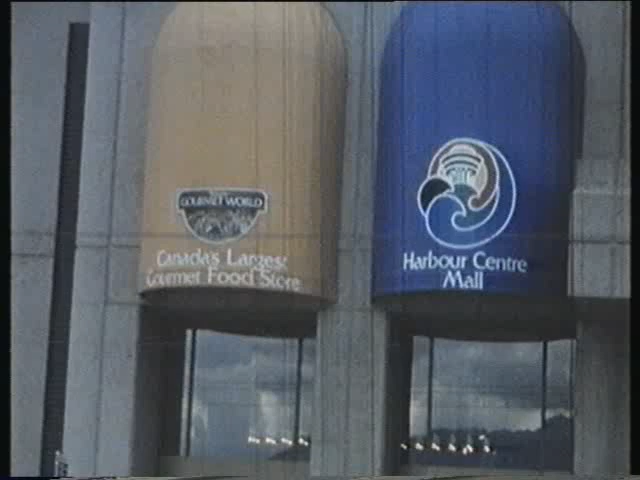 GOURMET WORLD
Canada's Largest
Gourmet Food Store
Harbour Centre
Mall